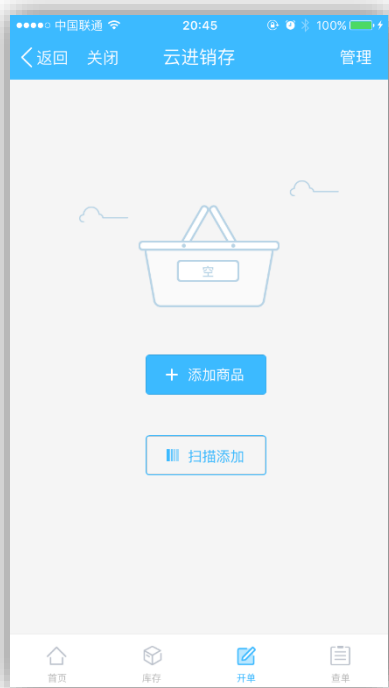 中国联通 20:45 100%
返回 关闭 云进销存 管理
空
+ 添加商品
扫描添加
首页 库存 开单 查单